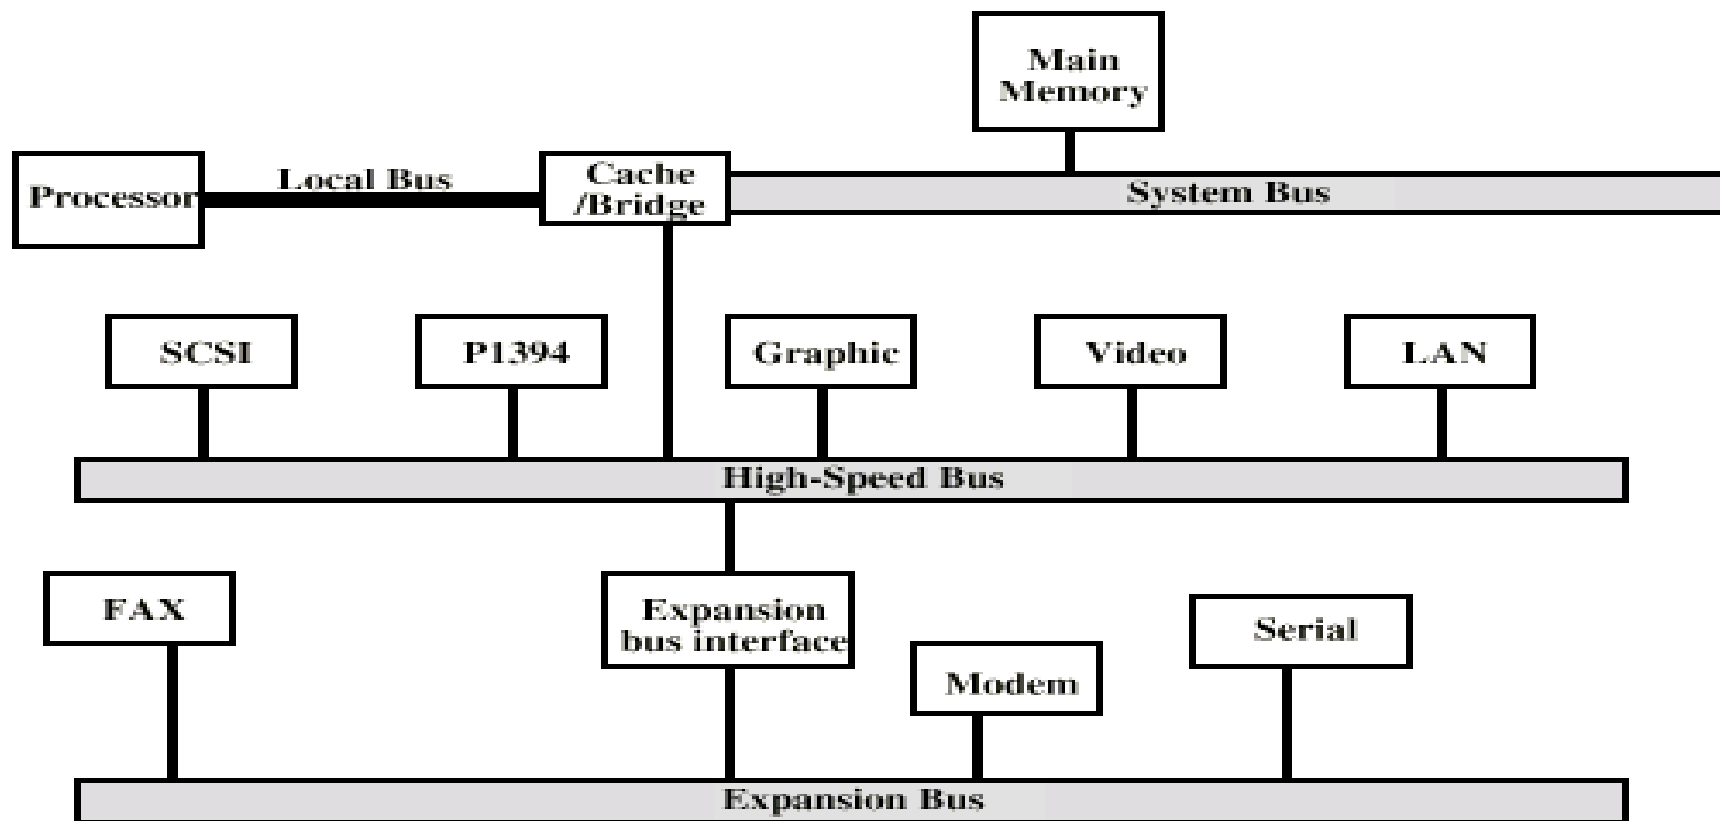 Main
Memory
Processor
Local Bus
Cache
/Bridge
System Bus
SCSI
P1394
Graphic
Video
LAN
High-Speed Bus
FAX
Expansion
bus interface
Modem
Serial
Expansion Bus